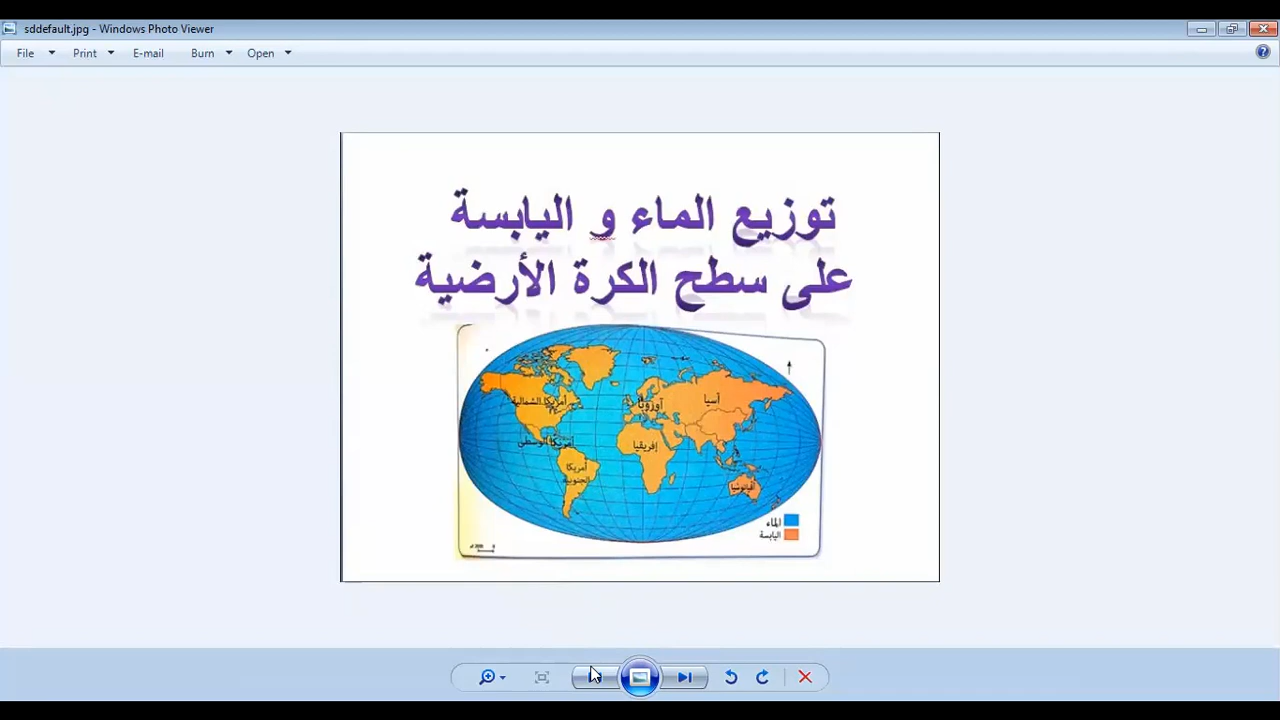 sddefault.jpg - Windows Photo Viewer
File Print E-mail Burn Open
توزيع الماء و اليابسة
على سطح الكرة الأرضية
أمريكا الشمالية
أوروبا
آسيا
أمريكا الوسطى
إفريقيا
أمريكا
الجنوبية
أقيانوسيا
الماء
اليابسة